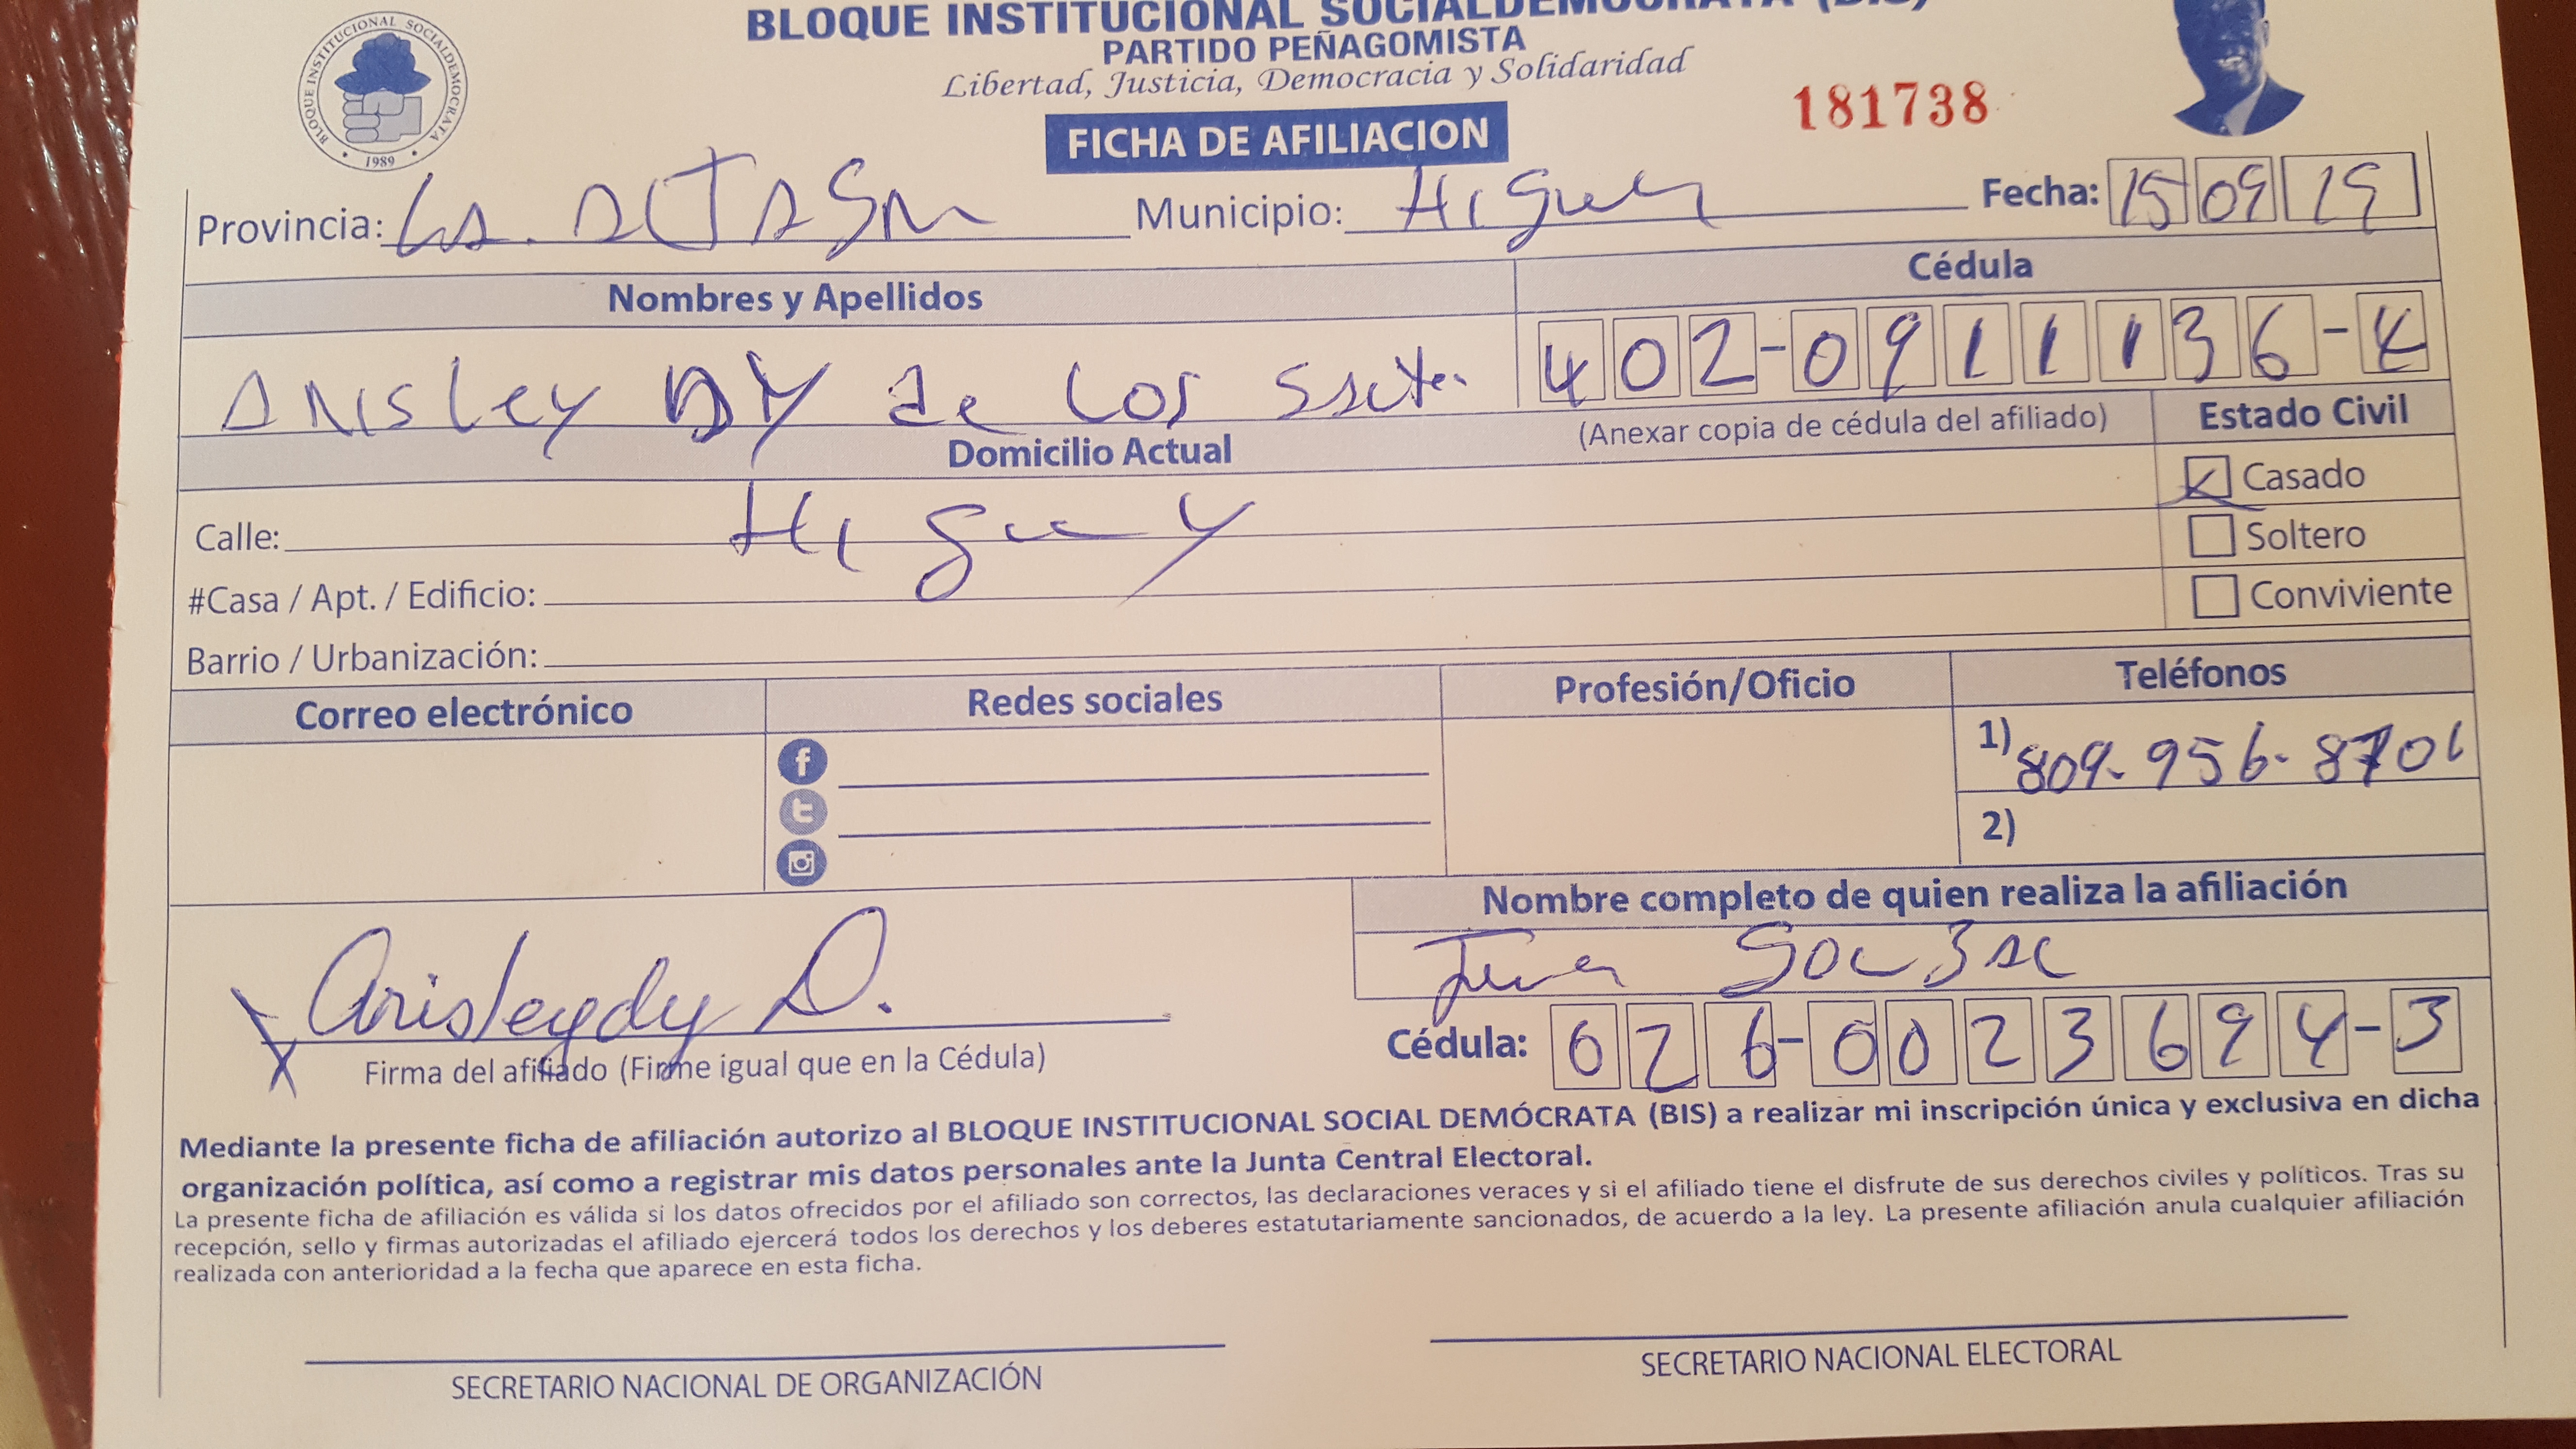 BLOQUE INSTITUCIONAL SOCIALDEMOCRATA (BIS)
PARTIDO PEÑAGOMISTA
Libertad, Justicia, Democracia y Solidaridad
BLOQUE INSTITUCIONAL SOCIALDEMOCRATA
• 1989 •
181738
FICHA DE AFILIACION
Provincia: La
Municipio: Higuey
Fecha: 15 09 19
Nombres y Apellidos
Cédula
de los
402-0911136-4
(Anexar copia de cédula del afiliado)
Domicilio Actual
Estado Civil
Calle: Higuey
Casado
#Casa / Apt. / Edificio:
Soltero
Barrio / Urbanización:
Conviviente
Correo electrónico
Redes sociales
Profesión/Oficio
Teléfonos
1) 809-956-8701
2)
Nombre completo de quien realiza la afiliación
Arisleydy D.
Firma del afiliado (Firme igual que en la Cédula)
Cédula: 026-0023694-3
Mediante la presente ficha de afiliación autorizo al BLOQUE INSTITUCIONAL SOCIAL DEMÓCRATA (BIS) a realizar mi inscripción única y exclusiva en dicha
organización política, así como a registrar mis datos personales ante la Junta Central Electoral.
La presente ficha de afiliación es válida si los datos ofrecidos por el afiliado son correctos, las declaraciones veraces y si el afiliado tiene el disfrute de sus derechos civiles y políticos. Tras su
recepción, sello y firmas autorizadas el afiliado ejercerá todos los derechos y los deberes estatutariamente sancionados, de acuerdo a la ley. La presente afiliación anula cualquier afiliación
realizada con anterioridad a la fecha que aparece en esta ficha.
SECRETARIO NACIONAL DE ORGANIZACIÓN
SECRETARIO NACIONAL ELECTORAL